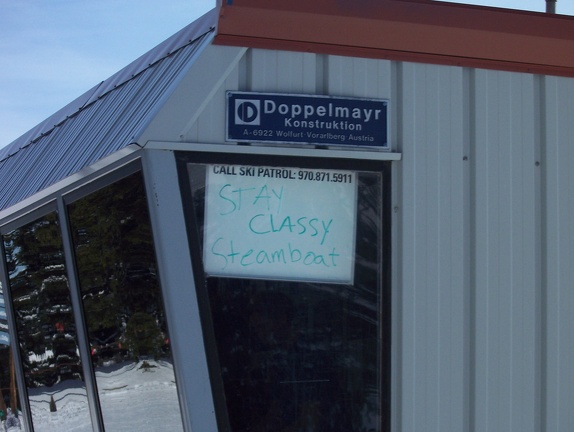 Doppelmayr
Konstruktion
A-6922 Wolfurt Vorarlberg Austria
CALL SKI PATROL: 970.871.5911
STAY
CLASSY
Steamboat